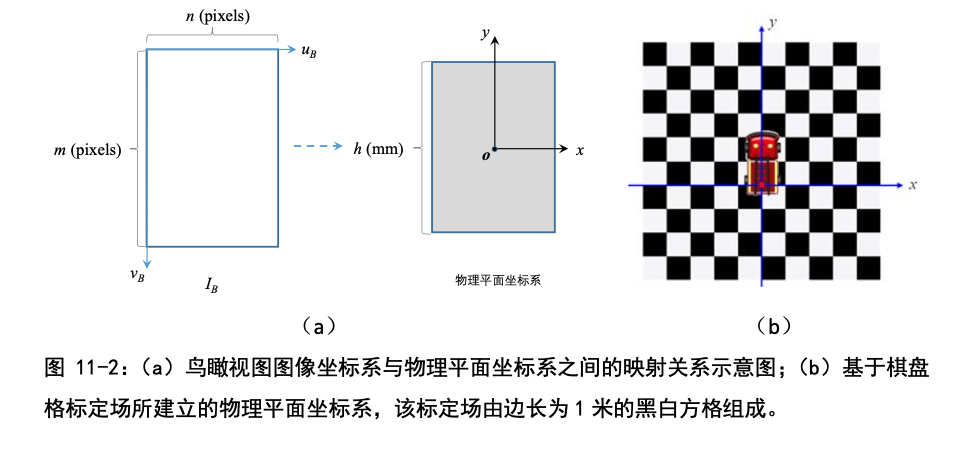 n (pixels)
u_B
m (pixels)
v_B
I_B
h (mm)
y
x
o
物理平面坐标系
y
x
（a）
（b）
图 11-2：（a）鸟瞰视图图像坐标系与物理平面坐标系之间的映射关系示意图；（b）基于棋盘
格标定场所建立的物理平面坐标系，该标定场由边长为 1 米的黑白方格组成。